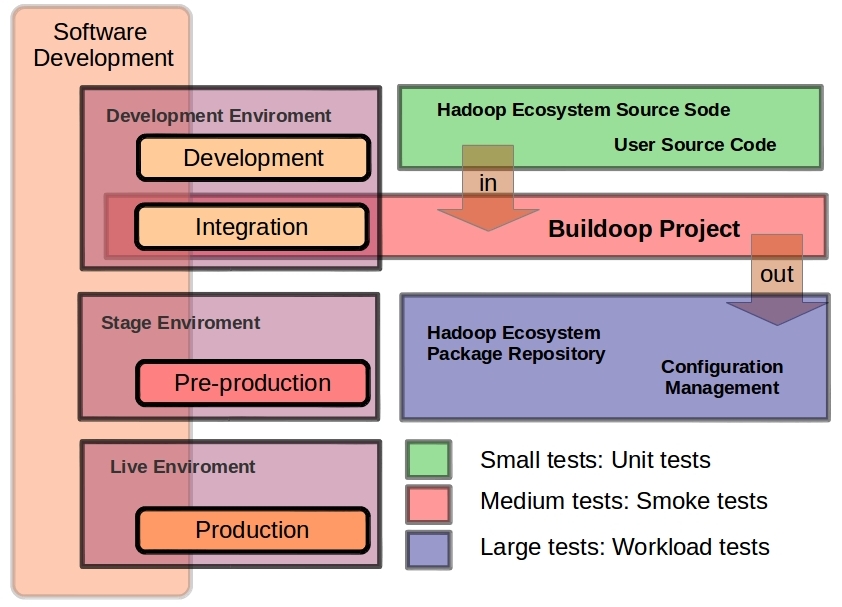 Software
Development
Development Enviroment
Development
Integration
Hadoop Ecosystem Source Sode
User Source Code
in
Buildoop Project
out
Stage Enviroment
Pre-production
Hadoop Ecosystem
Package Repository
Configuration
Management
Live Enviroment
Production
Small tests: Unit tests
Medium tests: Smoke tests
Large tests: Workload tests